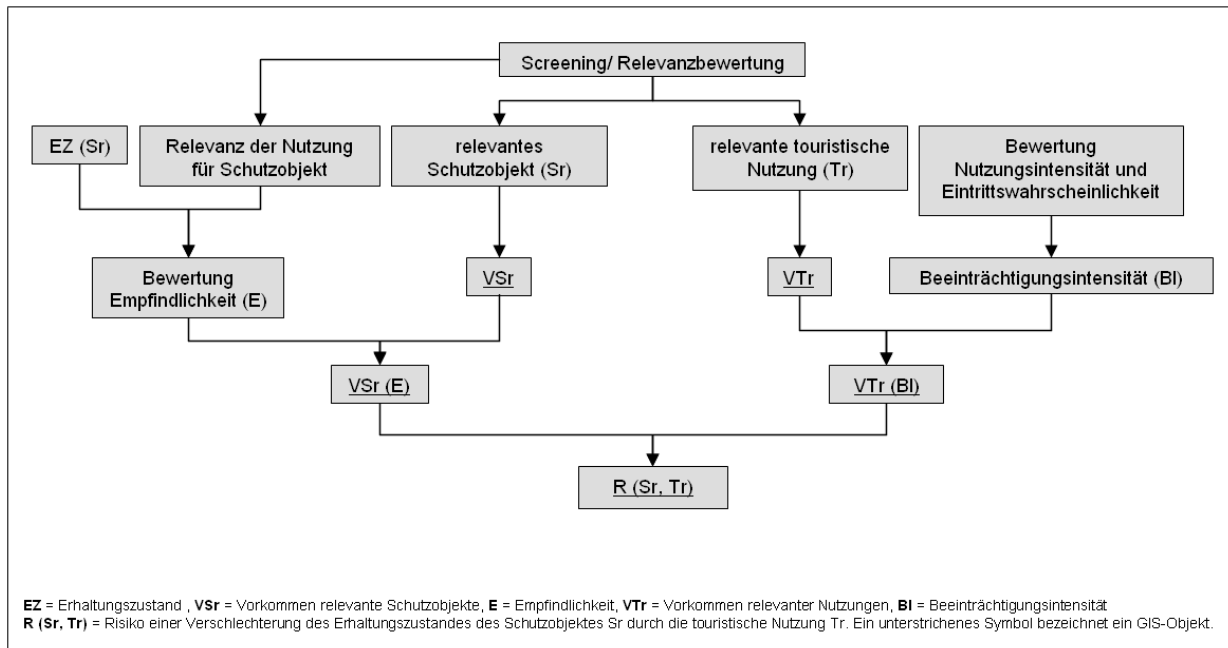 Screening/ Relevanzbewertung
EZ (Sr)
Relevanz der Nutzung
für Schutzobjekt
relevantes
Schutzobjekt (Sr)
relevante touristische
Nutzung (Tr)
Bewertung
Nutzungsintensität und
Eintrittswahrscheinlichkeit
Bewertung
Empfindlichkeit (E)
VSr
VTr
Beeinträchtigungsintensität (BI)
VSr (E)
VTr (BI)
R (Sr, Tr)
EZ = Erhaltungszustand , VSr = Vorkommen relevante Schutzobjekte, E = Empfindlichkeit, VTr = Vorkommen relevanter Nutzungen, BI = Beeinträchtigungsintensität
R (Sr, Tr) = Risiko einer Verschlechterung des Erhaltungszustandes des Schutzobjektes Sr durch die touristische Nutzung Tr. Ein unterstrichenes Symbol bezeichnet ein GIS-Objekt.